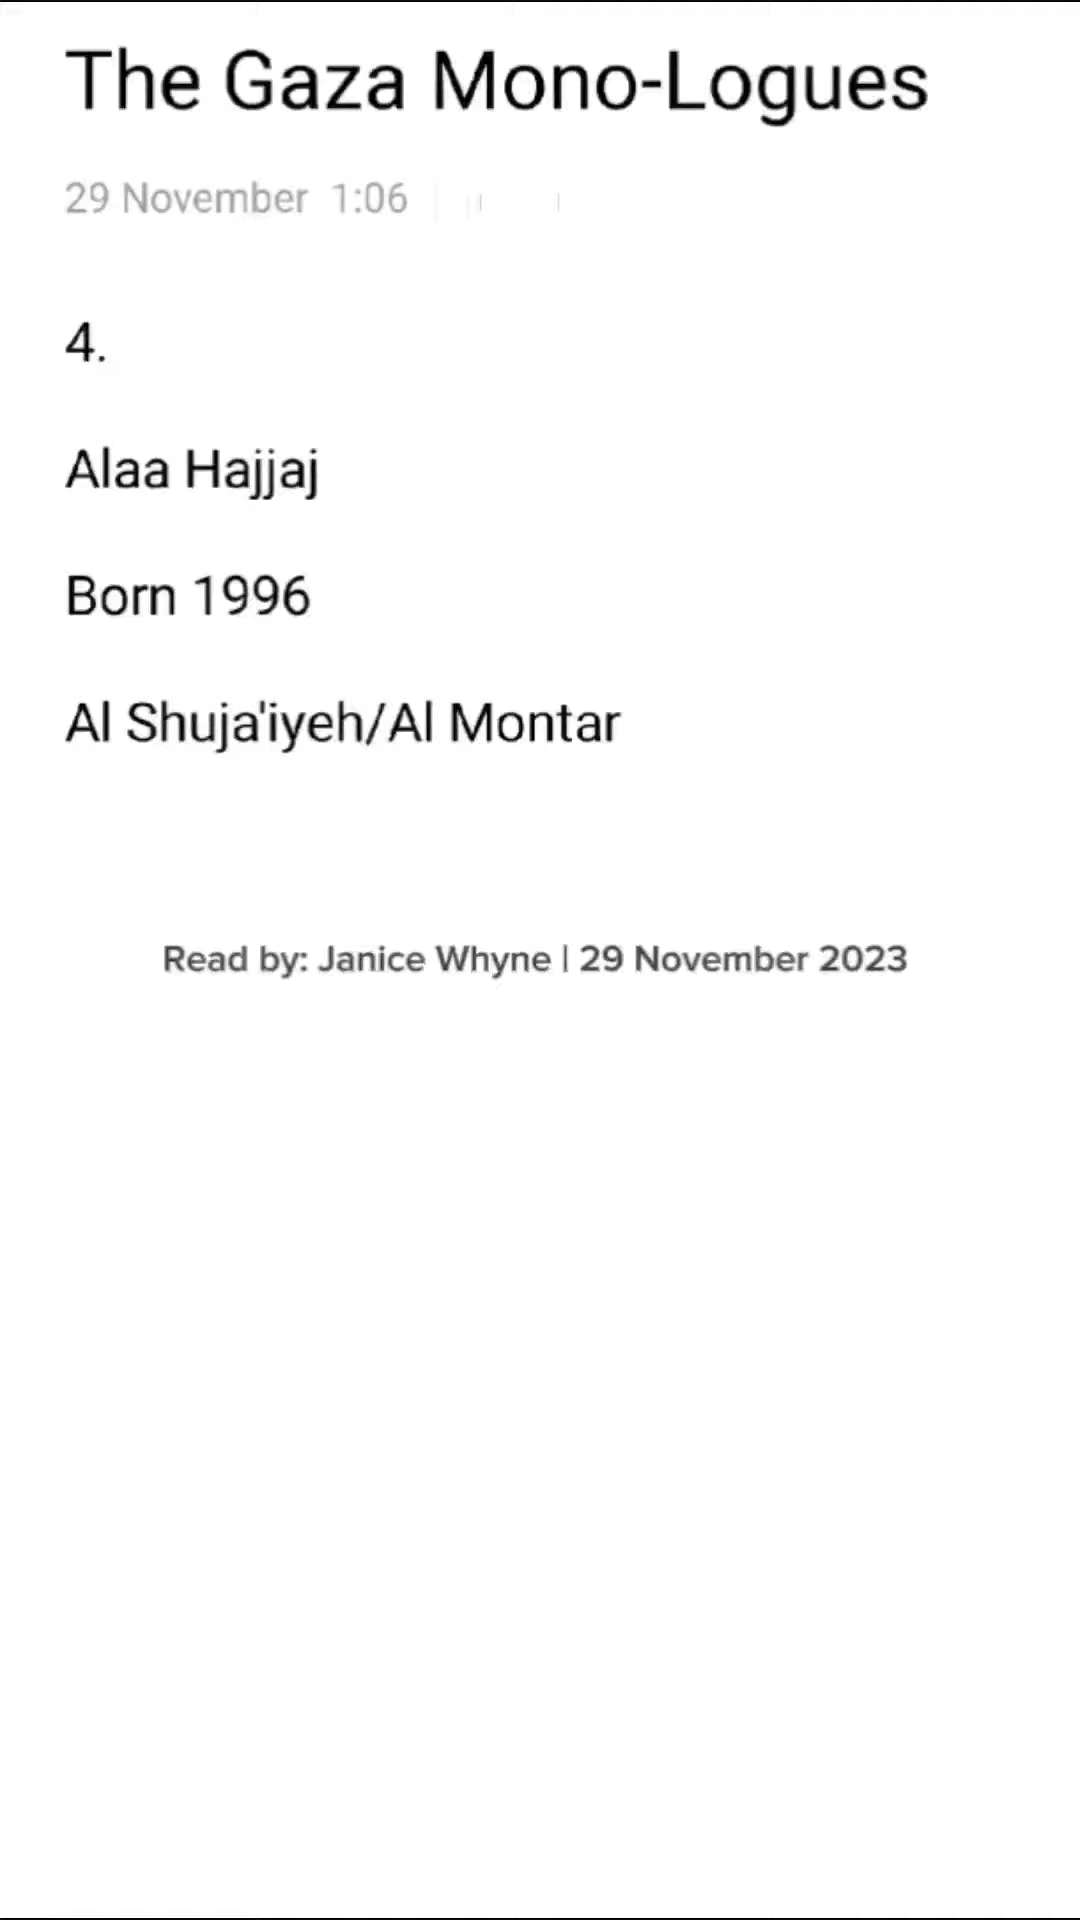 The Gaza Mono-Logues
29 November 1:06
4.
Alaa Hajjaj
Born 1996
Al Shuja'iyeh/Al Montar
Read by: Janice Whyne | 29 November 2023